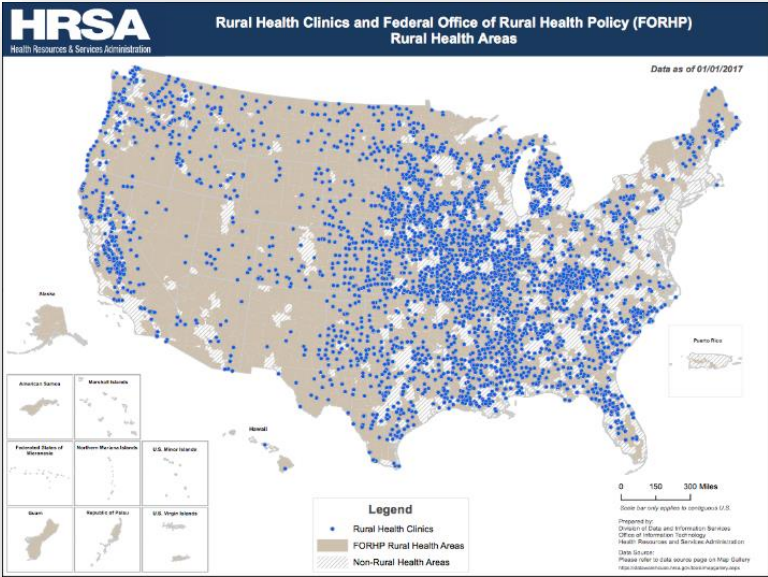 HRSA
Health Resources & Services Administration
Rural Health Clinics and Federal Office of Rural Health Policy (FORHP)
Rural Health Areas
Data as of 01/01/2017
Alaska
Puerto Rico
American Samoa
Marshall Islands
Hawaii
Federated States of
Micronesia
Northern Mariana Islands
U.S. Minor Islands
Guam
Republic of Palau
U.S. Virgin Islands
0 150 300 Miles
Scale bar only applies to contiguous U.S.
Legend
Rural Health Clinics
FORHP Rural Health Areas
Non-Rural Health Areas
Prepared by:
Division of Data and Information Services
Office of Information Technology
Health Resources and Services Administration
Data Source:
Please refer to data source page on Map Gallery